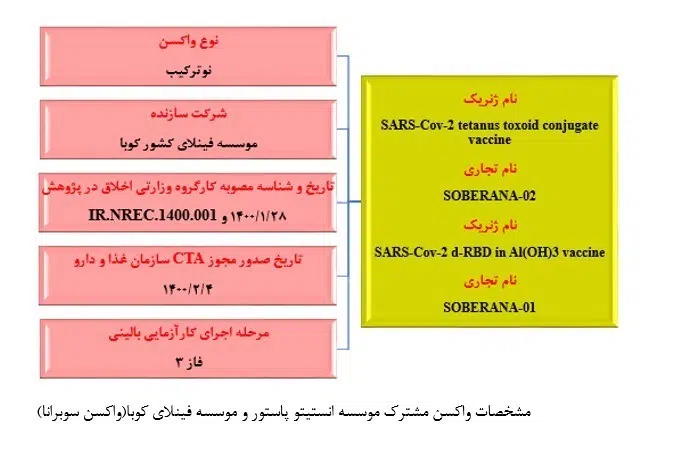 نوع واکسن
نوترکیب
شرکت سازنده
موسسه فینلای کشور کوبا
تاریخ و شناسه مصوبه کارگروه وزارتی اخلاق در پژوهش
۱۴۰۰/۱/۲۸ و IR.NREC.1400.001
تاریخ صدور مجوز CTA سازمان غذا و دارو
۱۴۰۰/۲/۴
مرحله اجرای کارآزمایی بالینی
فاز ۳
نام ژنریک
SARS-Cov-2 tetanus toxoid conjugate
vaccine
نام تجاری
SOBERANA-02
نام ژنریک
SARS-Cov-2 d-RBD in Al(OH)3 vaccine
نام تجاری
SOBERANA-01
مشخصات واکسن مشترک موسسه انستیتو پاستور و موسسه فینلای کوبا(واکسن سوبرانا)